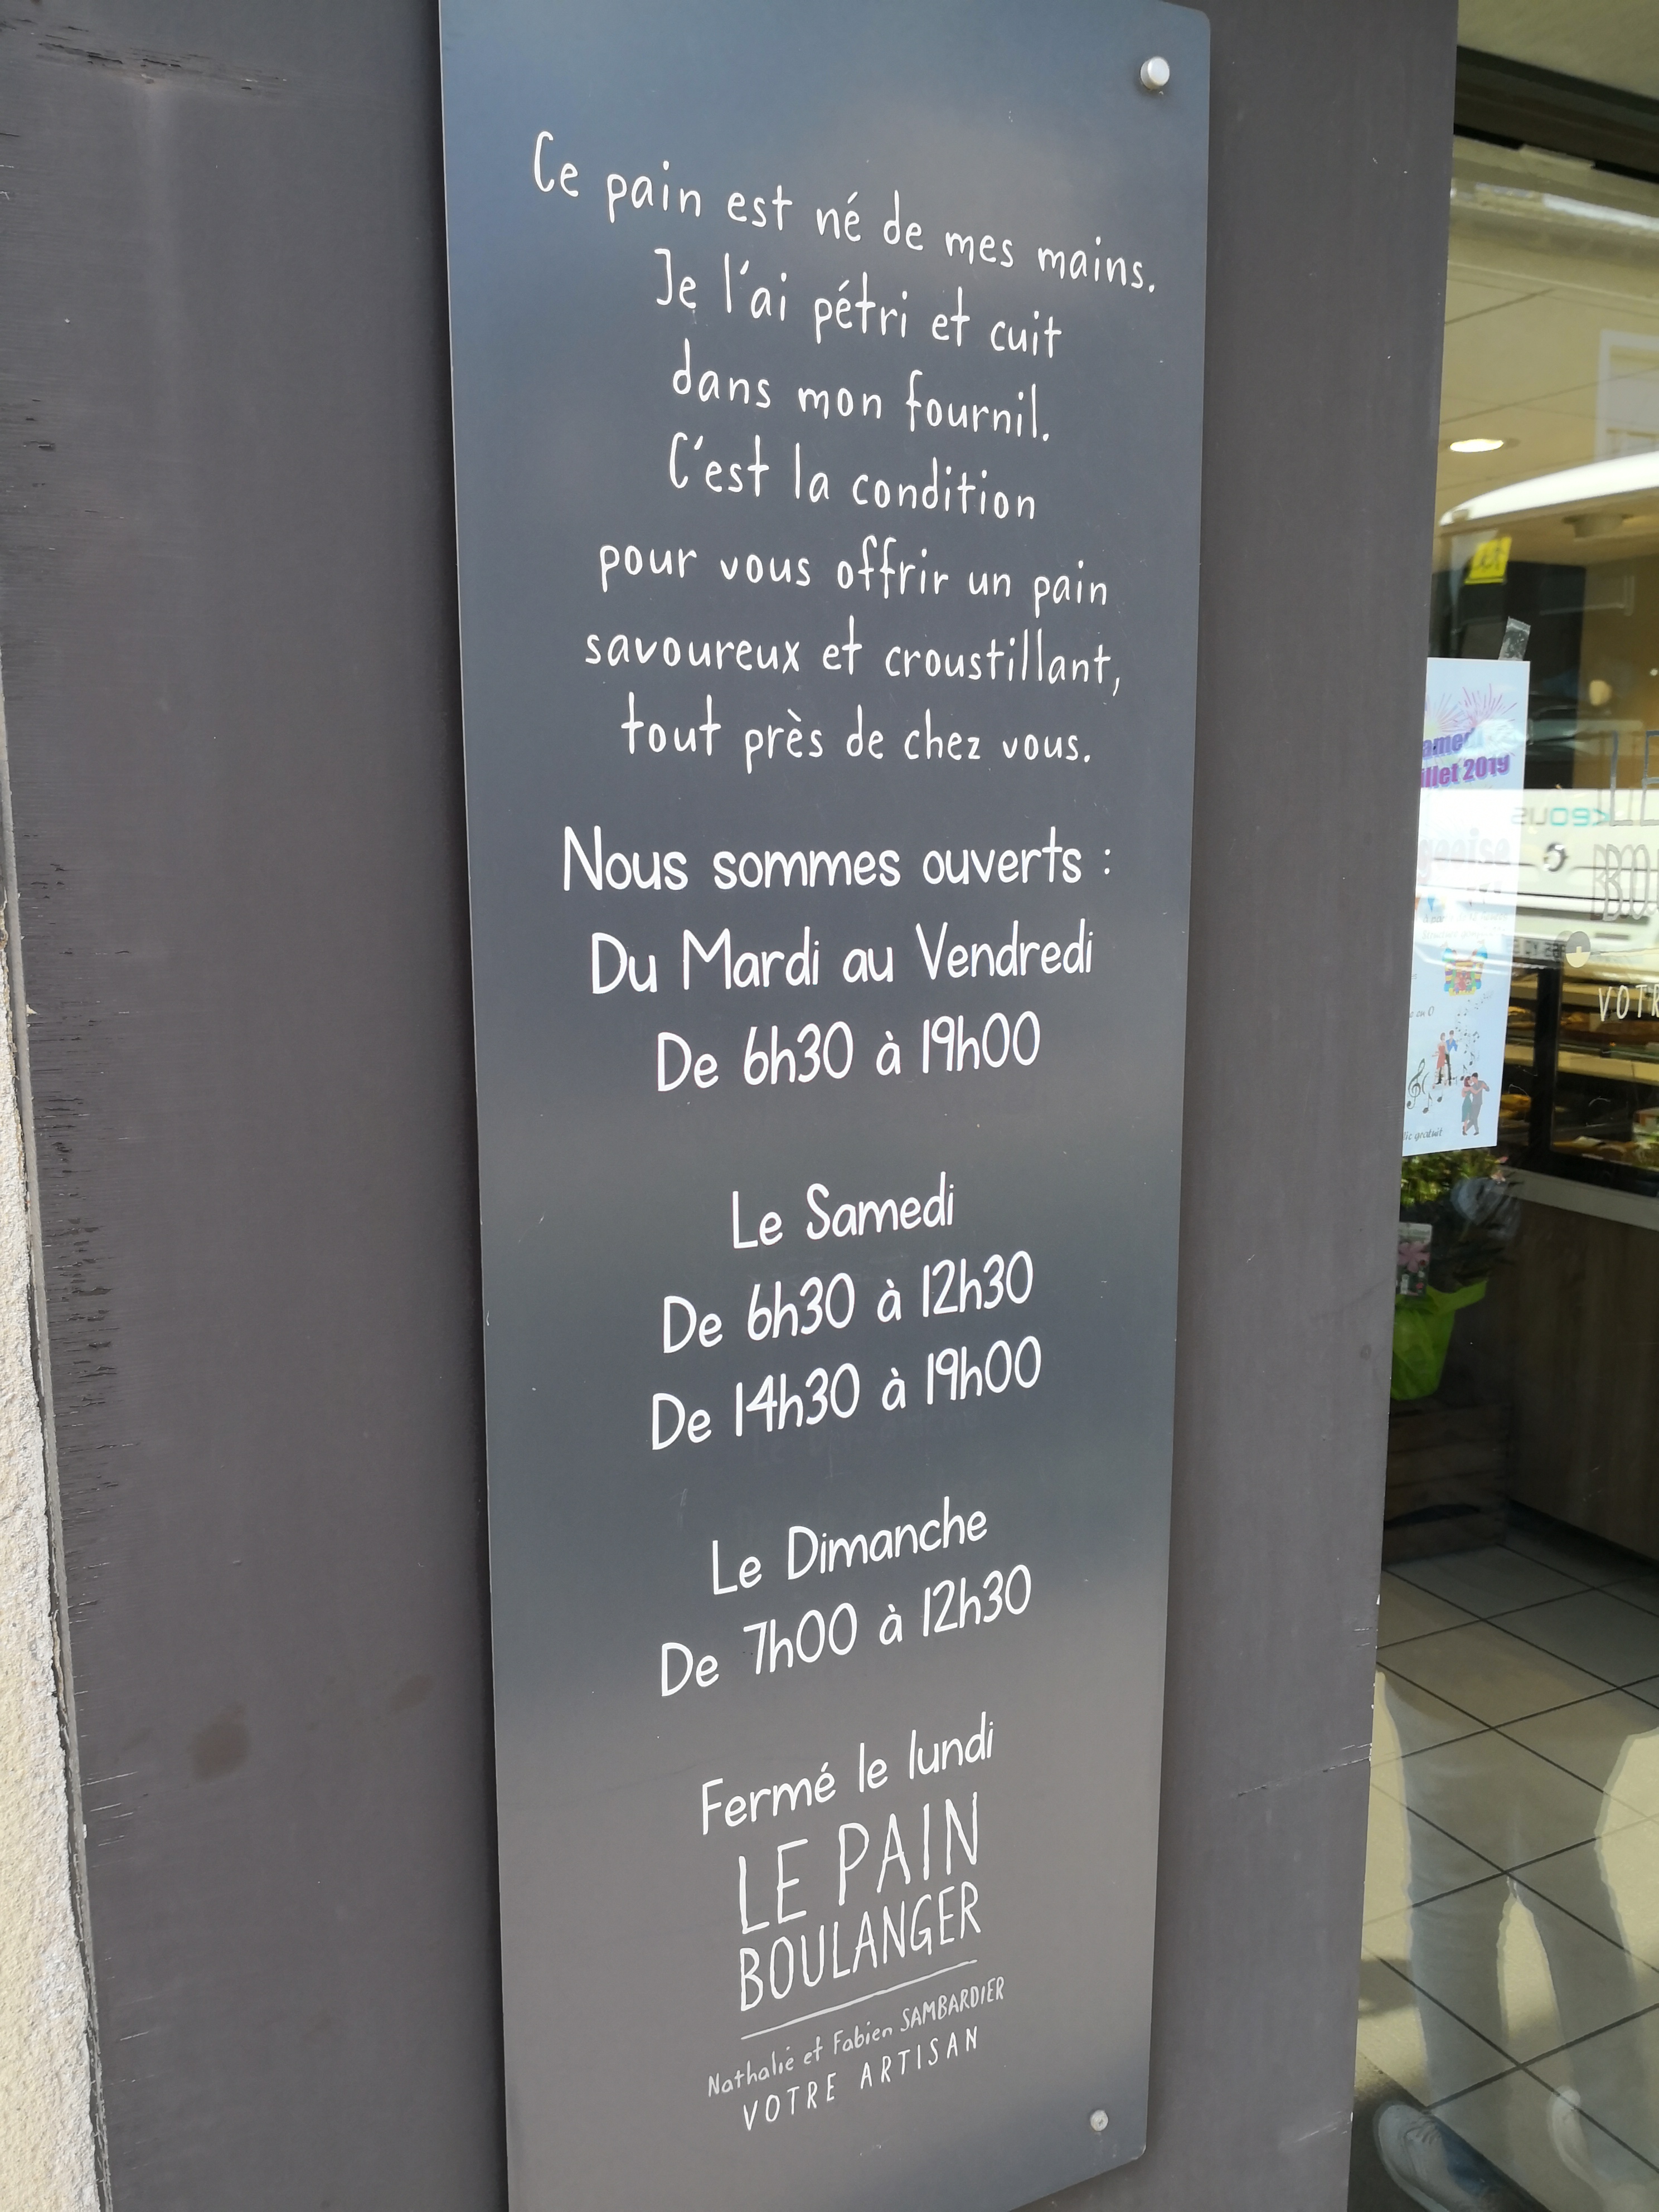 Ce pain est né de mes mains.
Je l'ai pétri et cuit
dans mon fournil.
C'est la condition
pour vous offrir un pain
savoureux et croustillant,
tout près de chez vous.
Nous sommes ouverts :
Du Mardi au Vendredi
De 6h30 à 19h00
Le Samedi
De 6h30 à 12h30
De 14h30 à 19h00
Le Dimanche
De 7h00 à 12h30
Fermé le lundi
LE PAIN
BOULANGER
Nathalie et Fabien SAMBARDIER
VOTRE ARTISAN
2019
gratuit